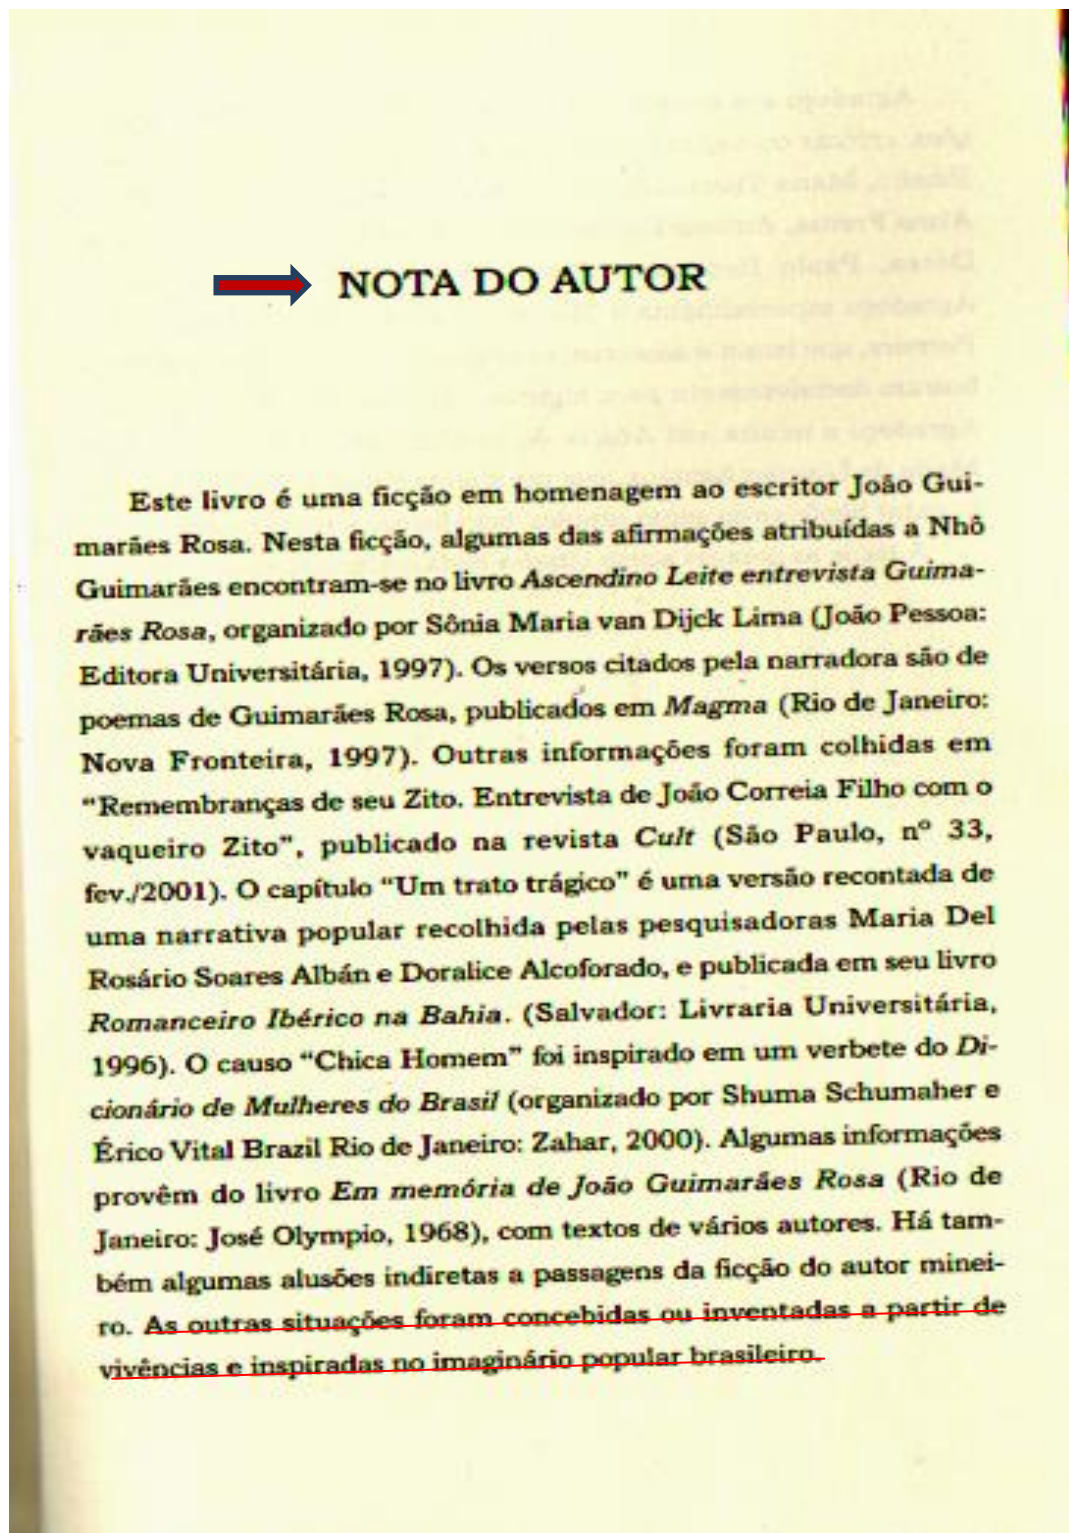 NOTA DO AUTOR
Este livro é uma ficção em homenagem ao escritor João Gui-
marães Rosa. Nesta ficção, algumas das afirmações atribuídas a Nhô
Guimarães encontram-se no livro Ascendino Leite entrevista Guima-
rães Rosa, organizado por Sônia Maria van Dijck Lima (João Pessoa:
Editora Universitária, 1997). Os versos citados pela narradora são de
poemas de Guimarães Rosa, publicados em Magma (Rio de Janeiro:
Nova Fronteira, 1997). Outras informações foram colhidas em
"Remembranças de seu Zito. Entrevista de João Correia Filho com o
vaqueiro Zito", publicado na revista Cult (São Paulo, nº 33,
fev./2001). O capítulo "Um trato trágico" é uma versão recontada de
uma narrativa popular recolhida pelas pesquisadoras Maria Del
Rosário Soares Albán e Doralice Alcoforado, e publicada em seu livro
Romanceiro Ibérico na Bahia. (Salvador: Livraria Universitária,
1996). O causo "Chica Homem" foi inspirado em um verbete do Di-
cionário de Mulheres do Brasil (organizado por Shuma Schumaher e
Érico Vital Brazil Rio de Janeiro: Zahar, 2000). Algumas informações
provêm do livro Em memória de João Guimarães Rosa (Rio de
Janeiro: José Olympio, 1968), com textos de vários autores. Há tam-
bém algumas alusões indiretas a passagens da ficção do autor minei-
ro. As outras situações foram concebidas ou inventadas a partir de
vivências e inspiradas no imaginário popular brasileiro.